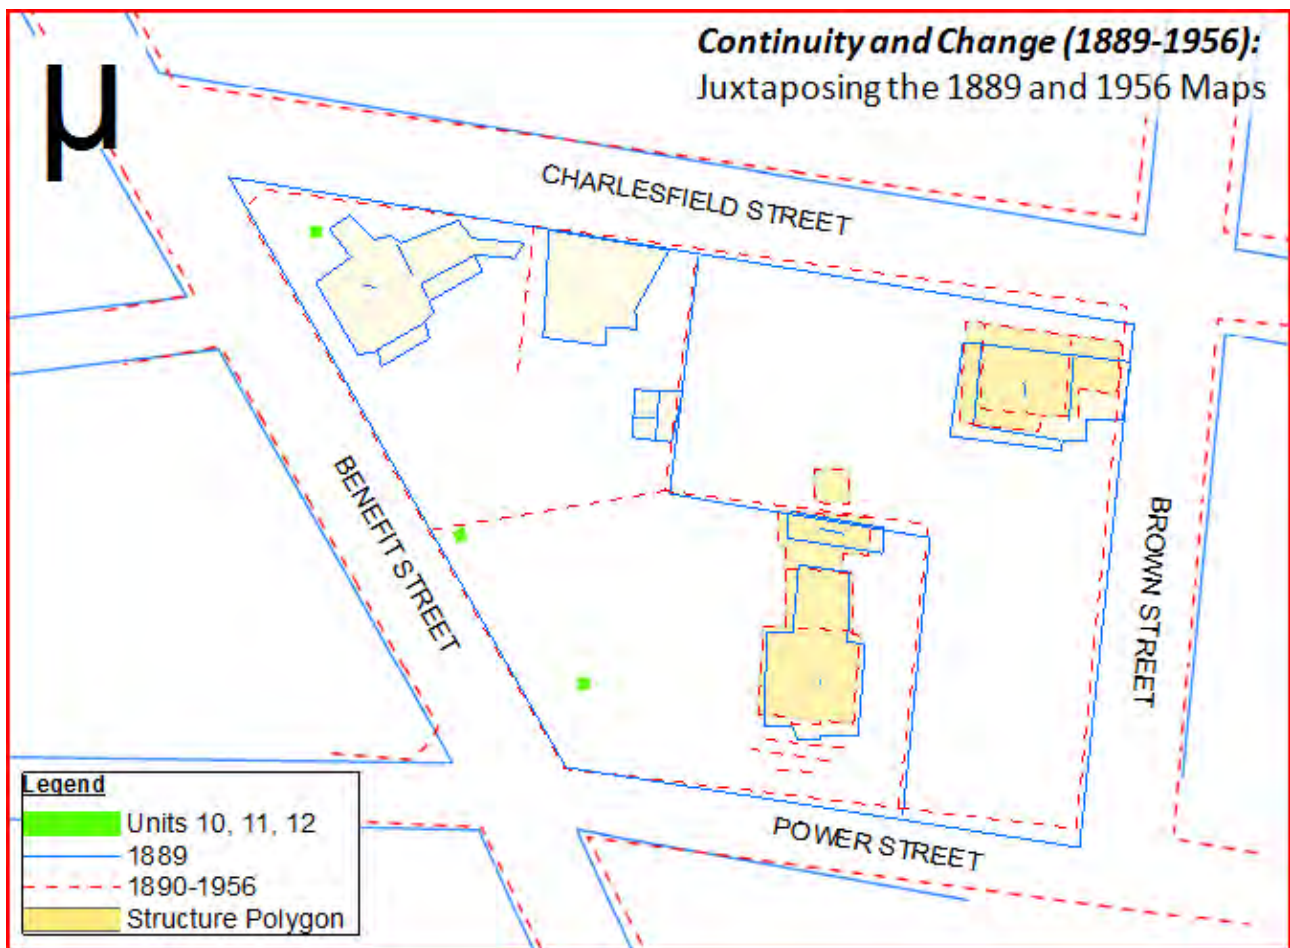 Continuity and Change (1889-1956):
Juxtaposing the 1889 and 1956 Maps
µ
CHARLESFIELD STREET
BENEFIT STREET
BROWN STREET
POWER STREET
Legend
Units 10, 11, 12
1889
1890-1956
Structure Polygon